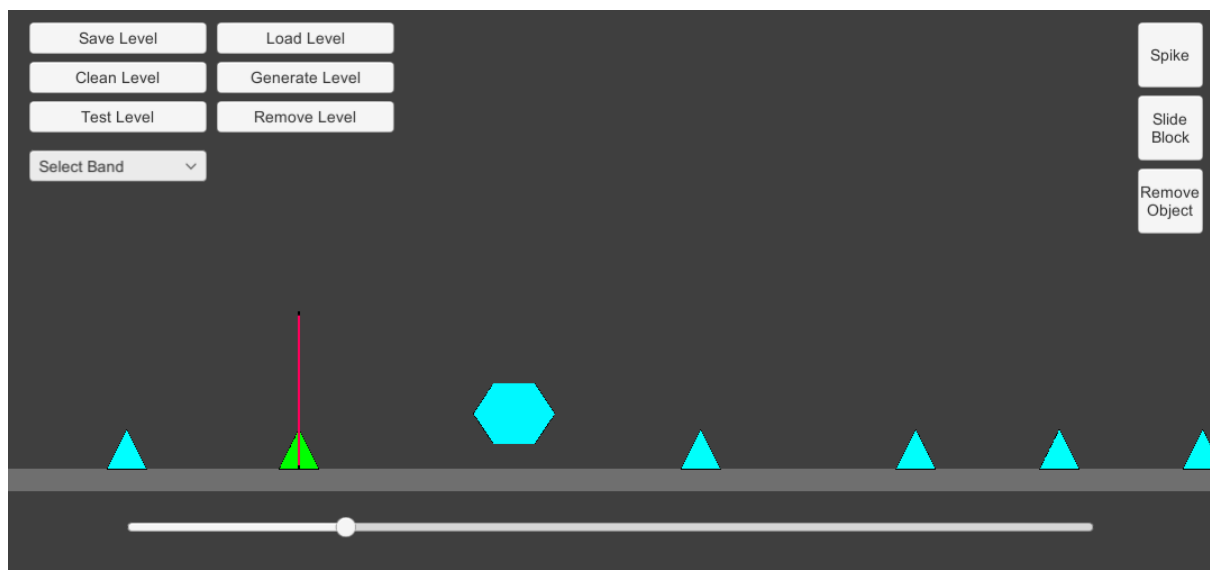 Save Level
Load Level
Clean Level
Generate Level
Test Level
Remove Level
Select Band
Spike
Slide
Block
Remove
Object